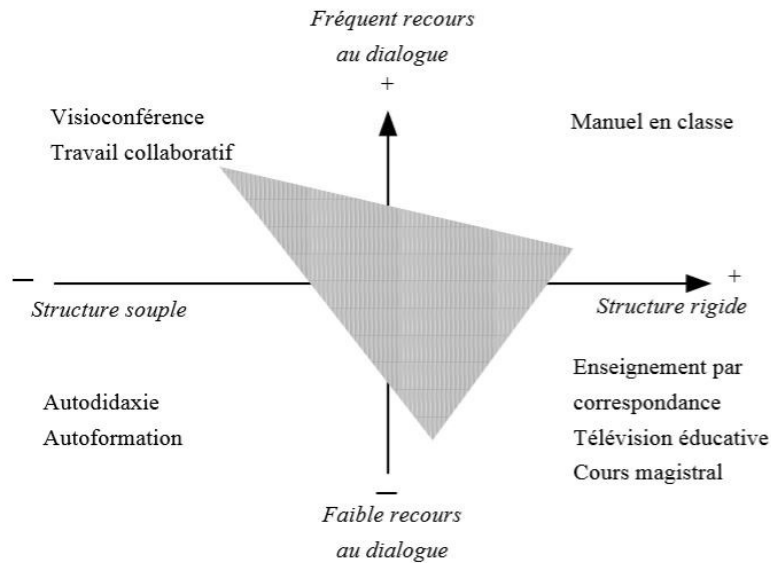 Fréquent recours
au dialogue
+
Visioconférence
Travail collaboratif
Manuel en classe
−
+
Structure souple
Structure rigide
Autodidaxie
Autoformation
Enseignement par
correspondance
Télévision éducative
Cours magistral
−
Faible recours
au dialogue